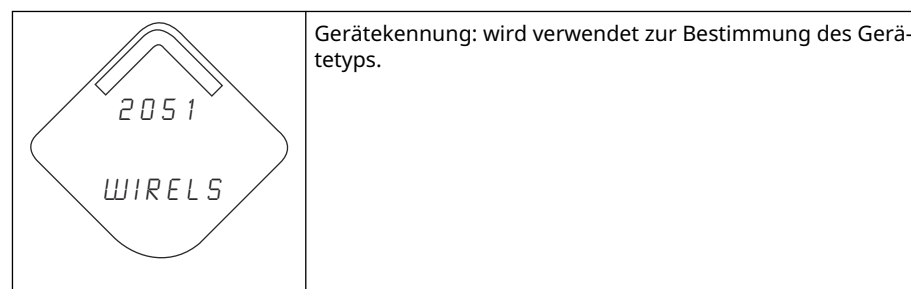 2051
WIRELS
Gerätekennung: wird verwendet zur Bestimmung des Gerä-
tetyps.